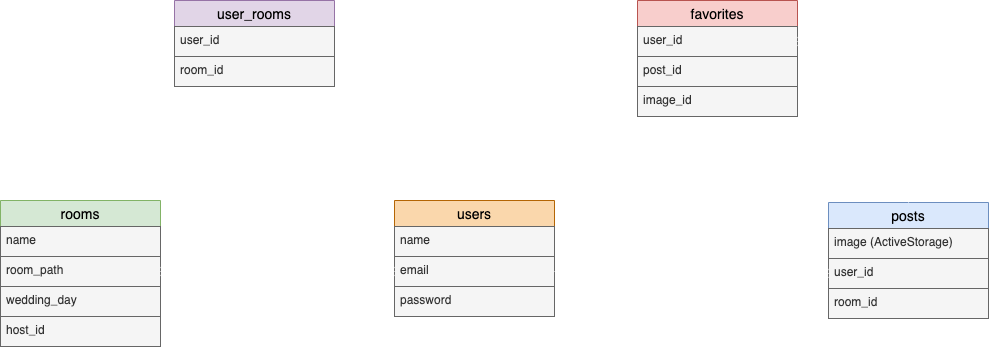 user_rooms
user_id
room_id
favorites
user_id
post_id
image_id
rooms
name
room_path
wedding_day
host_id
users
name
email
password
posts
image (ActiveStorage)
user_id
room_id